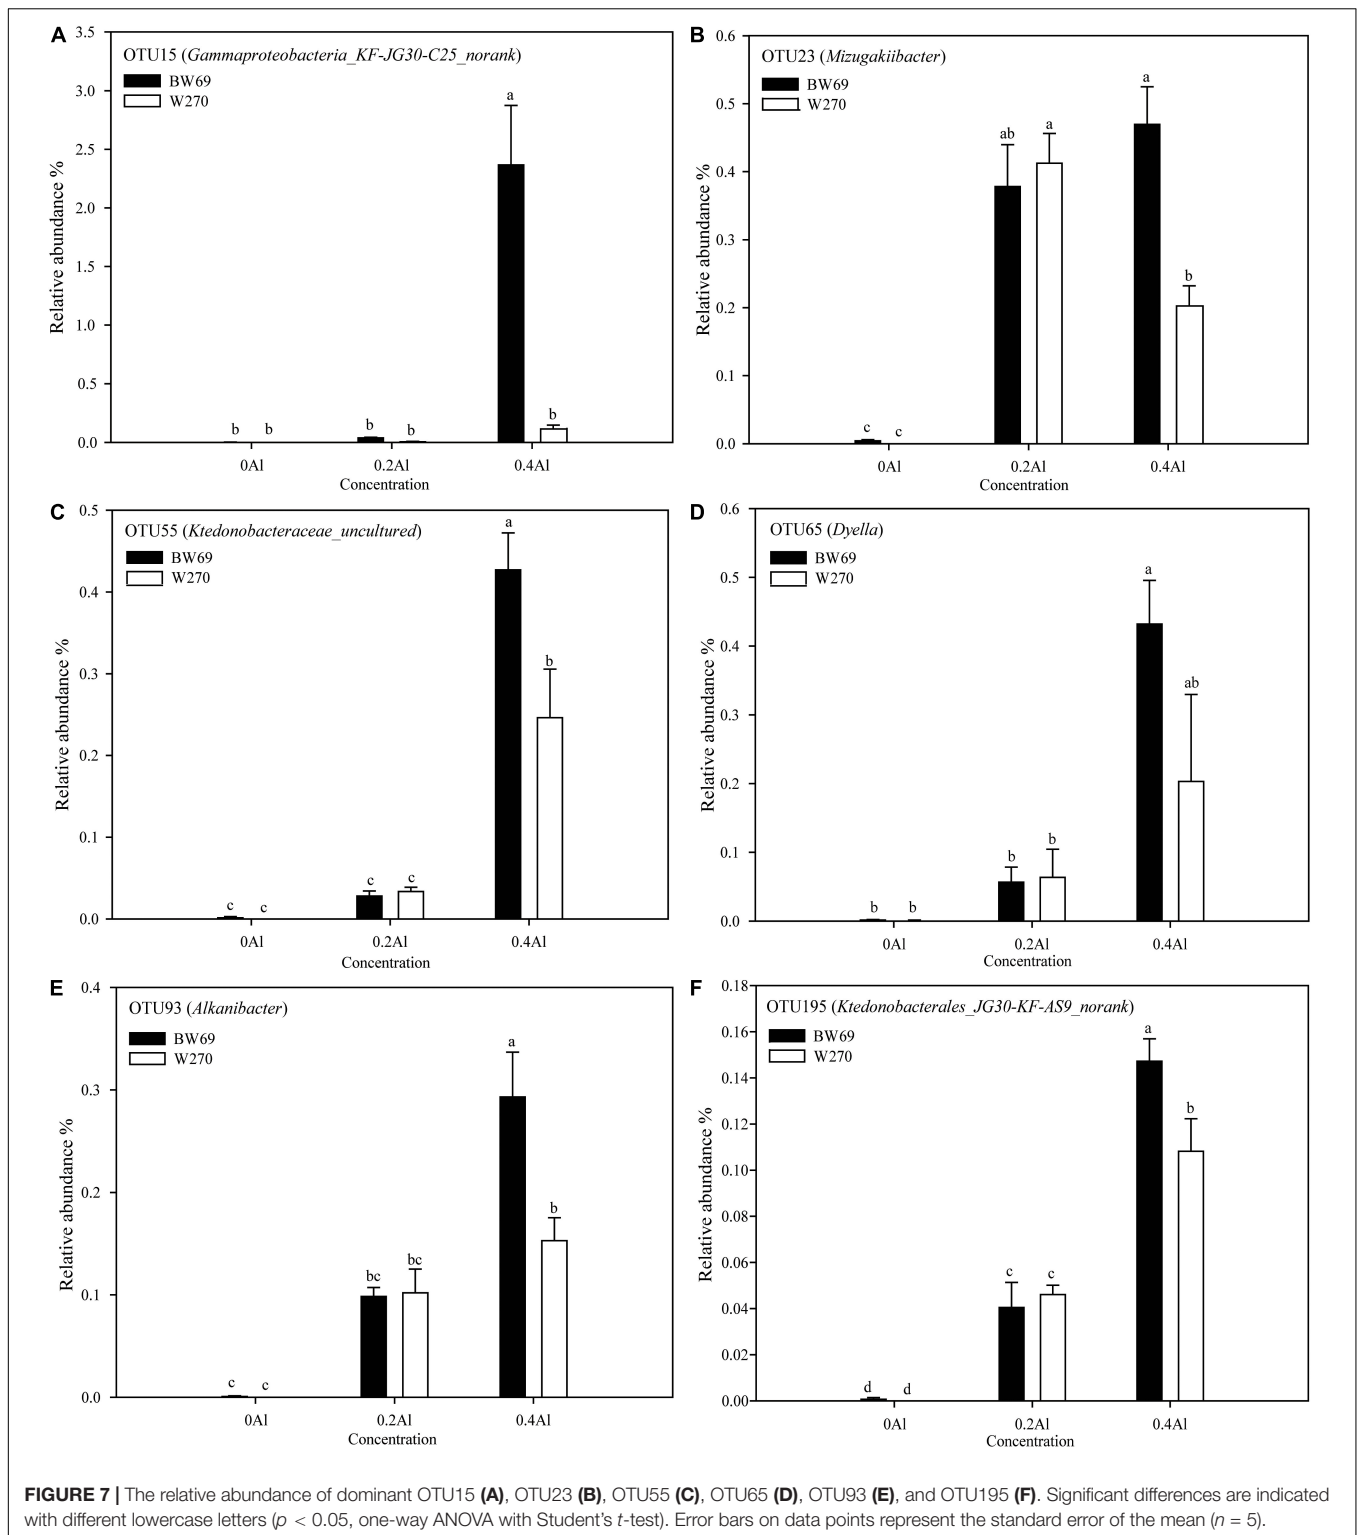 A
OTU15 (Gammaproteobacteria_KF-JG30-C25_norank)
BW69
W270
Relative abundance %
3.5
3.0
2.5
2.0
1.5
1.0
0.5
0.0
b b b b a b
0Al 0.2Al 0.4Al
Concentration
B
OTU23 (Mizugakiibacter)
BW69
W270
Relative abundance %
0.6
0.5
0.4
0.3
0.2
0.1
0.0
c c ab a a b
0Al 0.2Al 0.4Al
Concentration
C
OTU55 (Ktedonobacteraceae_uncultured)
BW69
W270
Relative abundance %
0.5
0.4
0.3
0.2
0.1
0.0
c c c c a b
0Al 0.2Al 0.4Al
Concentration
D
OTU65 (Dyella)
BW69
W270
Relative abundance %
0.6
0.5
0.4
0.3
0.2
0.1
0.0
b b b b a ab
0Al 0.2Al 0.4Al
Concentration
E
OTU93 (Alkanibacter)
BW69
W270
Relative abundance %
0.4
0.3
0.2
0.1
0.0
c c bc bc a b
0Al 0.2Al 0.4Al
Concentration
F
OTU195 (Ktedonobacterales_JG30-KF-AS9_norank)
BW69
W270
Relative abundance %
0.18
0.16
0.14
0.12
0.10
0.08
0.06
0.04
0.02
0.00
d d c c a b
0Al 0.2Al 0.4Al
Concentration
FIGURE 7 | The relative abundance of dominant OTU15 (A), OTU23 (B), OTU55 (C), OTU65 (D), OTU93 (E), and OTU195 (F). Significant differences are indicated
with different lowercase letters (p < 0.05, one-way ANOVA with Student's t-test). Error bars on data points represent the standard error of the mean (n = 5).